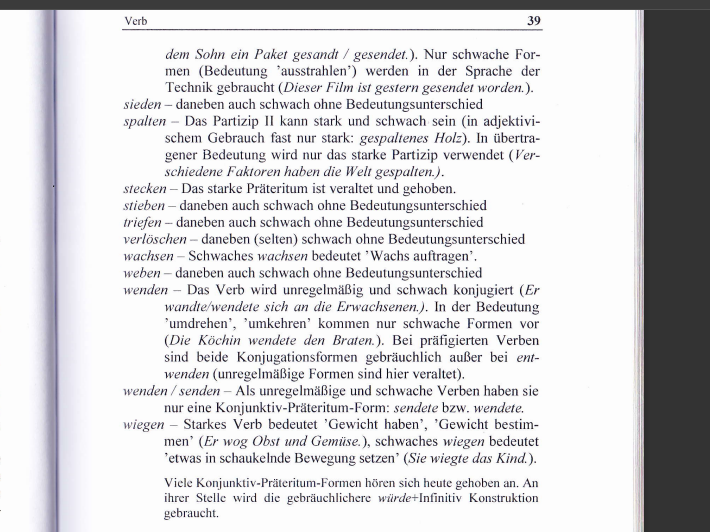 Verb 39
dem Sohn ein Paket gesandt / gesendet.). Nur schwache For-
men (Bedeutung ’ausstrahlen’) werden in der Sprache der
Technik gebraucht (Dieser Film ist gestern gesendet worden.).
sieden – daneben auch schwach ohne Bedeutungsunterschied
spalten – Das Partizip II kann stark und schwach sein (in adjektivi-
schem Gebrauch fast nur stark: gespaltenes Holz). In übertra-
gener Bedeutung wird nur das starke Partizip verwendet (Ver-
schiedene Faktoren haben die Welt gespalten.).
stecken – Das starke Präteritum ist veraltet und gehoben.
stieben – daneben auch schwach ohne Bedeutungsunterschied
triefen – daneben auch schwach ohne Bedeutungsunterschied
verlöschen – daneben (selten) schwach ohne Bedeutungsunterschied
wachsen – Schwaches wachsen bedeutet ’Wachs auftragen’.
weben – daneben auch schwach ohne Bedeutungsunterschied
wenden – Das Verb wird unregelmäßig und schwach konjugiert (Er
wandte/wendete sich an die Erwachsenen.). In der Bedeutung
’umdrehen’, ’umkehren’ kommen nur schwache Formen vor
(Die Köchin wendete den Braten.). Bei präfigierten Verben
sind beide Konjugationsformen gebräuchlich außer bei ent-
wenden (unregelmäßige Formen sind hier veraltet).
wenden / senden – Als unregelmäßige und schwache Verben haben sie
nur eine Konjunktiv-Präteritum-Form: sendete bzw. wendete.
wiegen – Starkes Verb bedeutet ’Gewicht haben’, ’Gewicht bestim-
men’ (Er wog Obst und Gemüse.), schwaches wiegen bedeutet
’etwas in schaukelnde Bewegung setzen’ (Sie wiegte das Kind.).
Viele Konjunktiv-Präteritum-Formen hören sich heute gehoben an. An
ihrer Stelle wird die gebräuchlichere würde+Infinitiv Konstruktion
gebraucht.